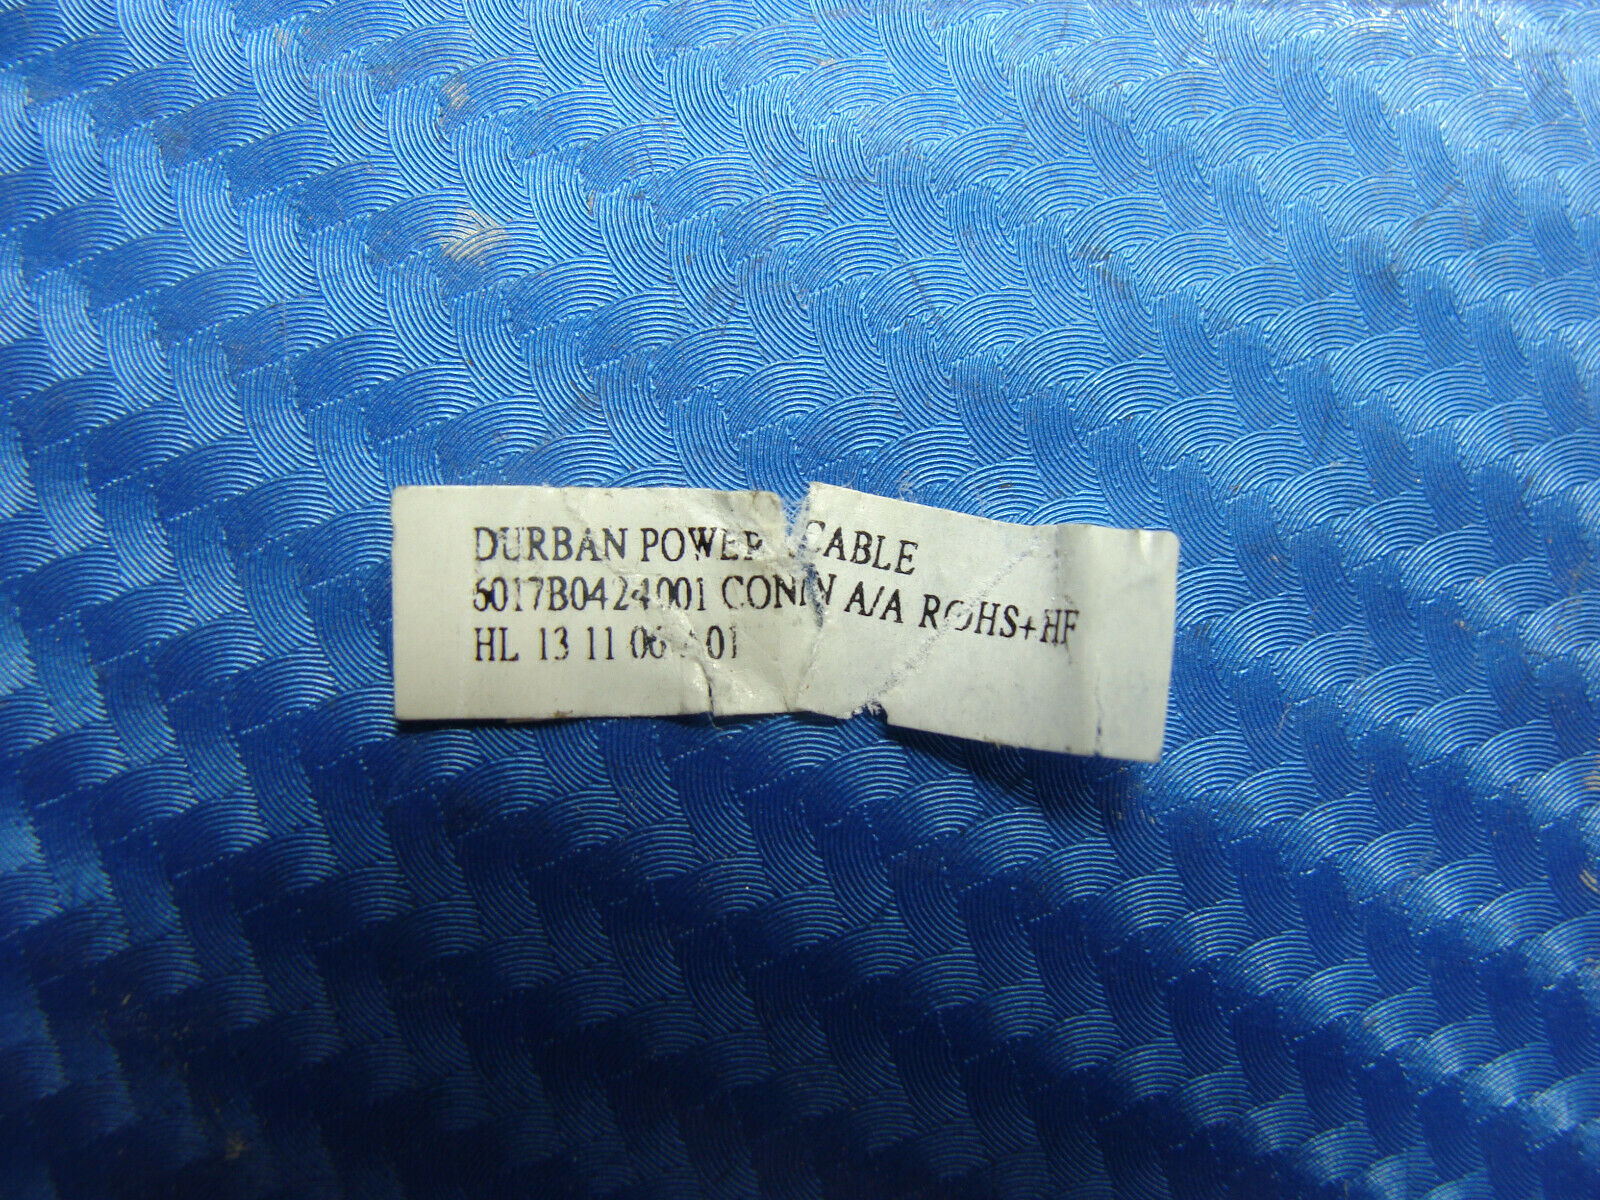 DURBAN POWER CABLE
6017B0424001 CONN A/A ROHS+HF
HL 13 11 06 01